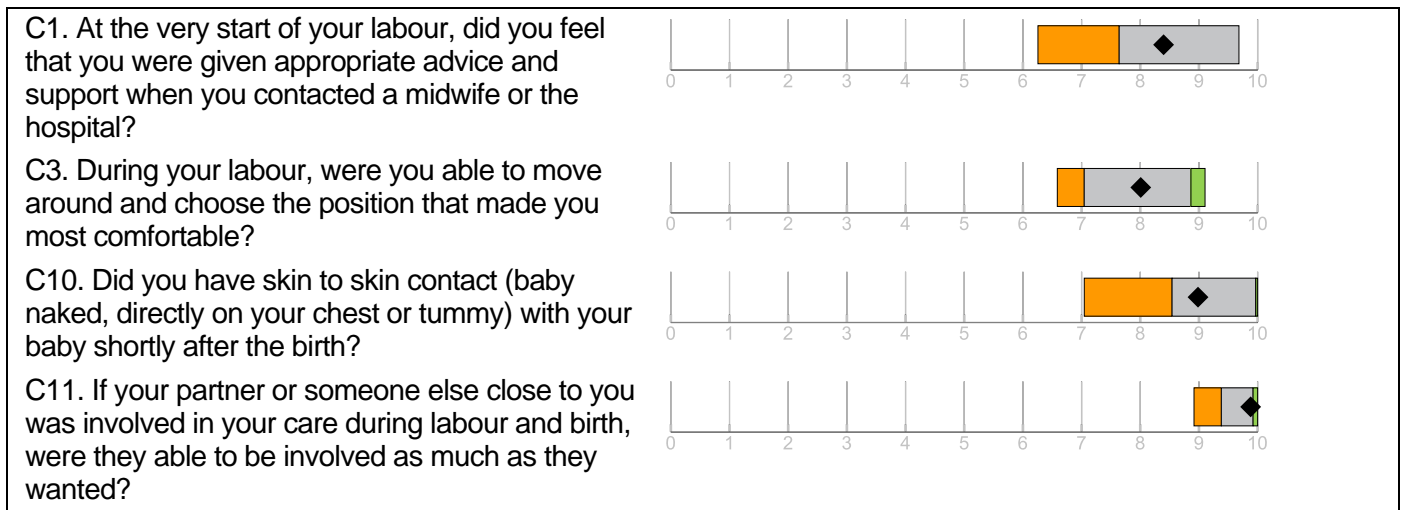 C1. At the very start of your labour, did you feel
that you were given appropriate advice and
support when you contacted a midwife or the
hospital?
0 1 2 3 4 5 6 7 8 9 10
C3. During your labour, were you able to move
around and choose the position that made you
most comfortable?
0 1 2 3 4 5 6 7 8 9 10
C10. Did you have skin to skin contact (baby
naked, directly on your chest or tummy) with your
baby shortly after the birth?
0 1 2 3 4 5 6 7 8 9 10
C11. If your partner or someone else close to you
was involved in your care during labour and birth,
were they able to be involved as much as they
wanted?
0 1 2 3 4 5 6 7 8 9 10